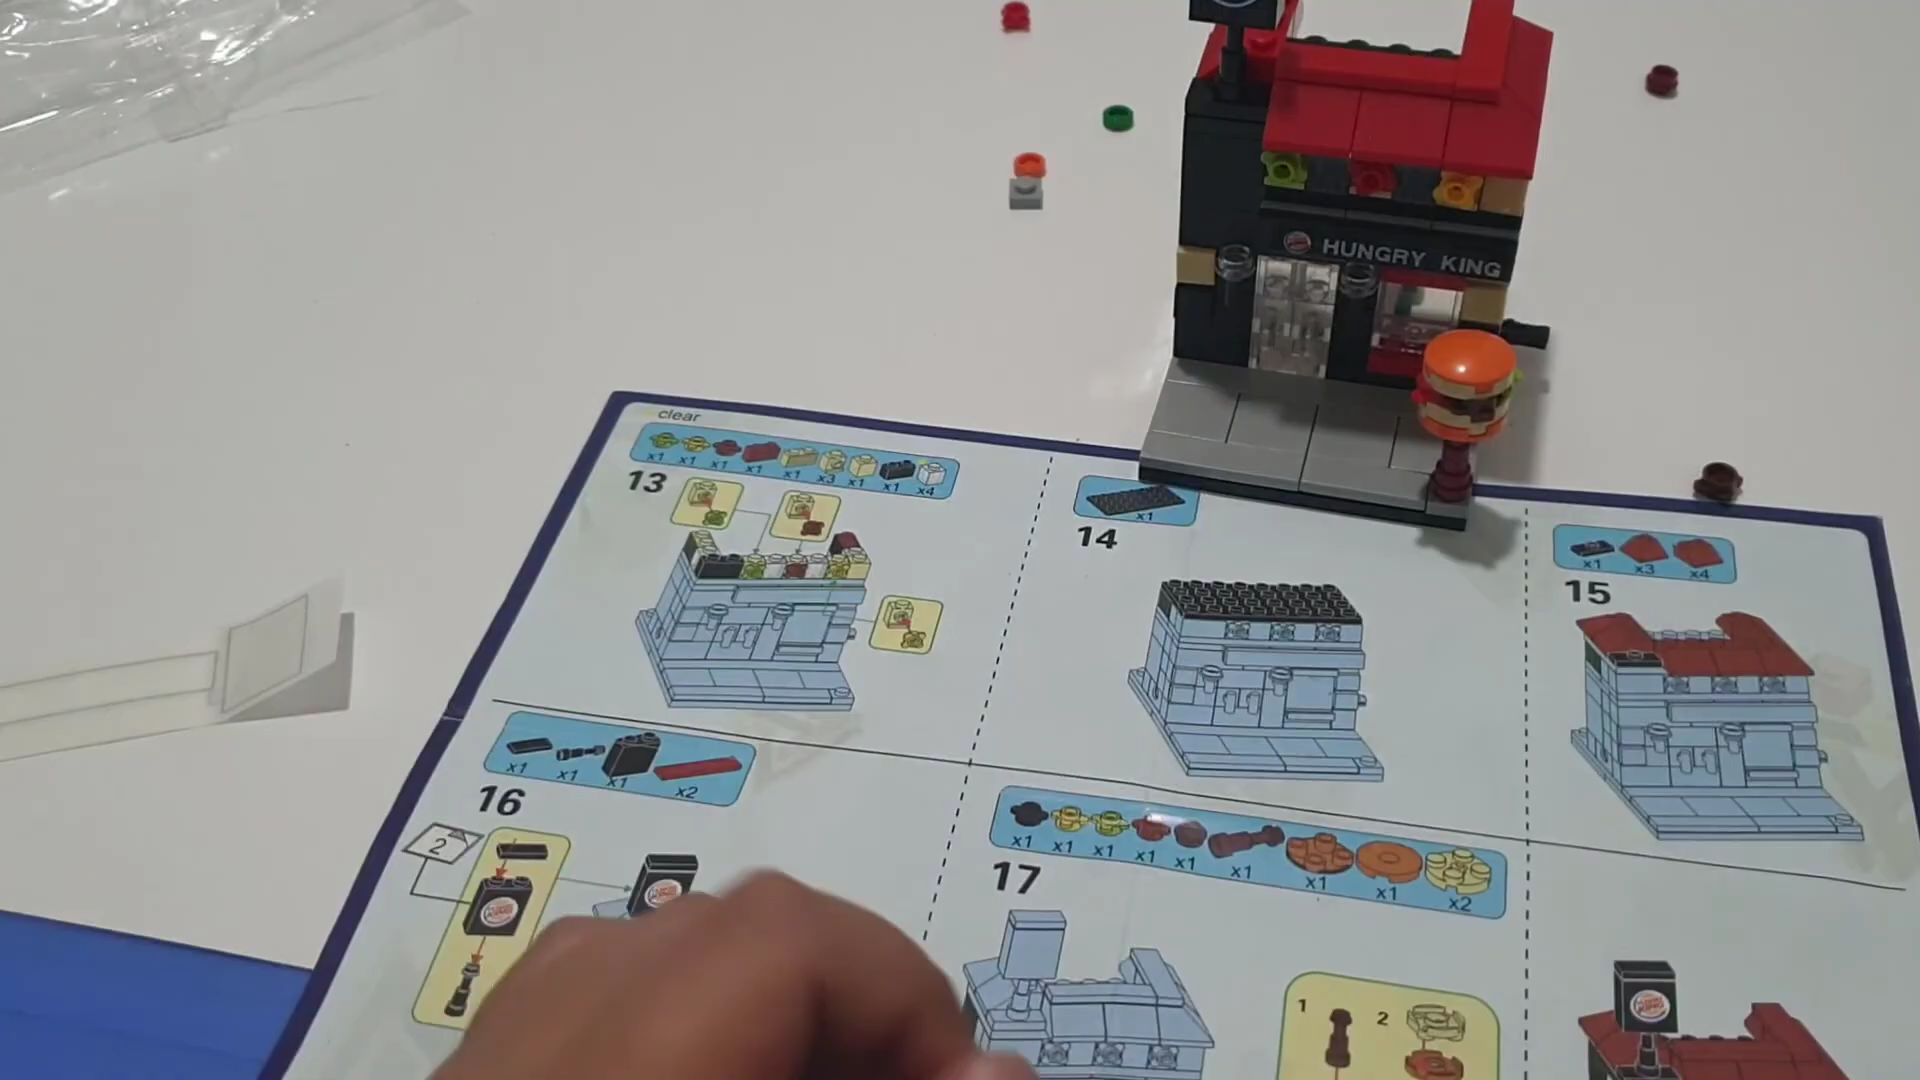 HUNGRY KING
clear
x1 x1 x1 x1 x1 x3 x1 x1 x4
13
x1
14
x1 x3 x4
15
x1 x1 x1 x2
16
2
x1 x1 x1 x1 x1 x1 x1 x1 x2
17
1 2